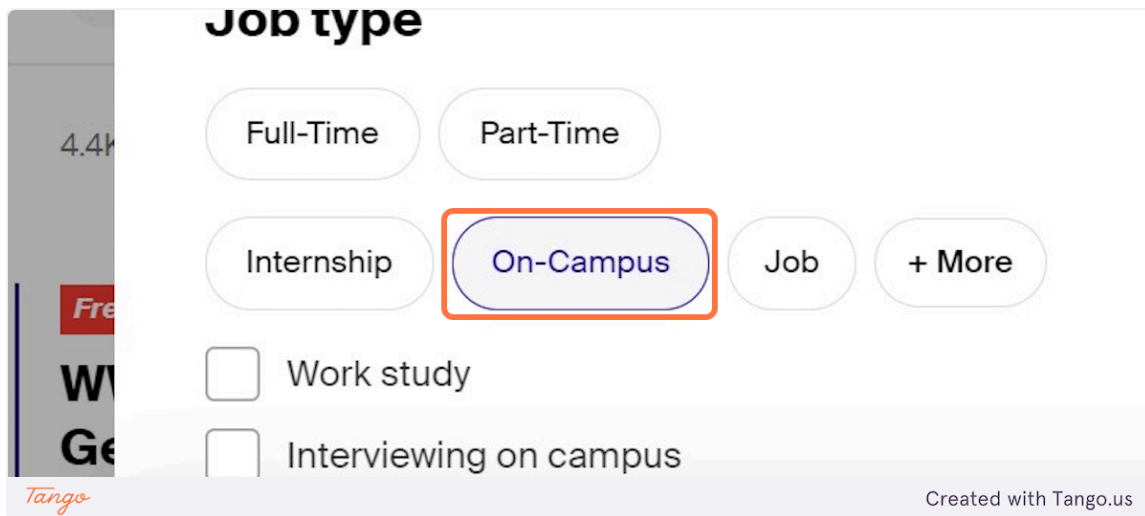 Job type
Full-Time Part-Time
4.4K
Internship On-Campus Job + More
Work study
Interviewing on campus
Tango
Created with Tango.us